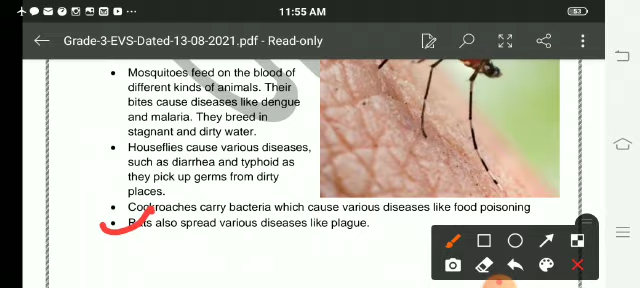 11:55 AM
53
Grade-3-EVS-Dated-13-08-2021.pdf - Read-only
• Mosquitoes feed on the blood of
different kinds of animals. Their
bites cause diseases like dengue
and malaria. They breed in
stagnant and dirty water.
• Houseflies cause various diseases,
such as diarrhea and typhoid as
they pick up germs from dirty
places.
• Cockroaches carry bacteria which cause various diseases like food poisoning
• Rats also spread various diseases like plague.